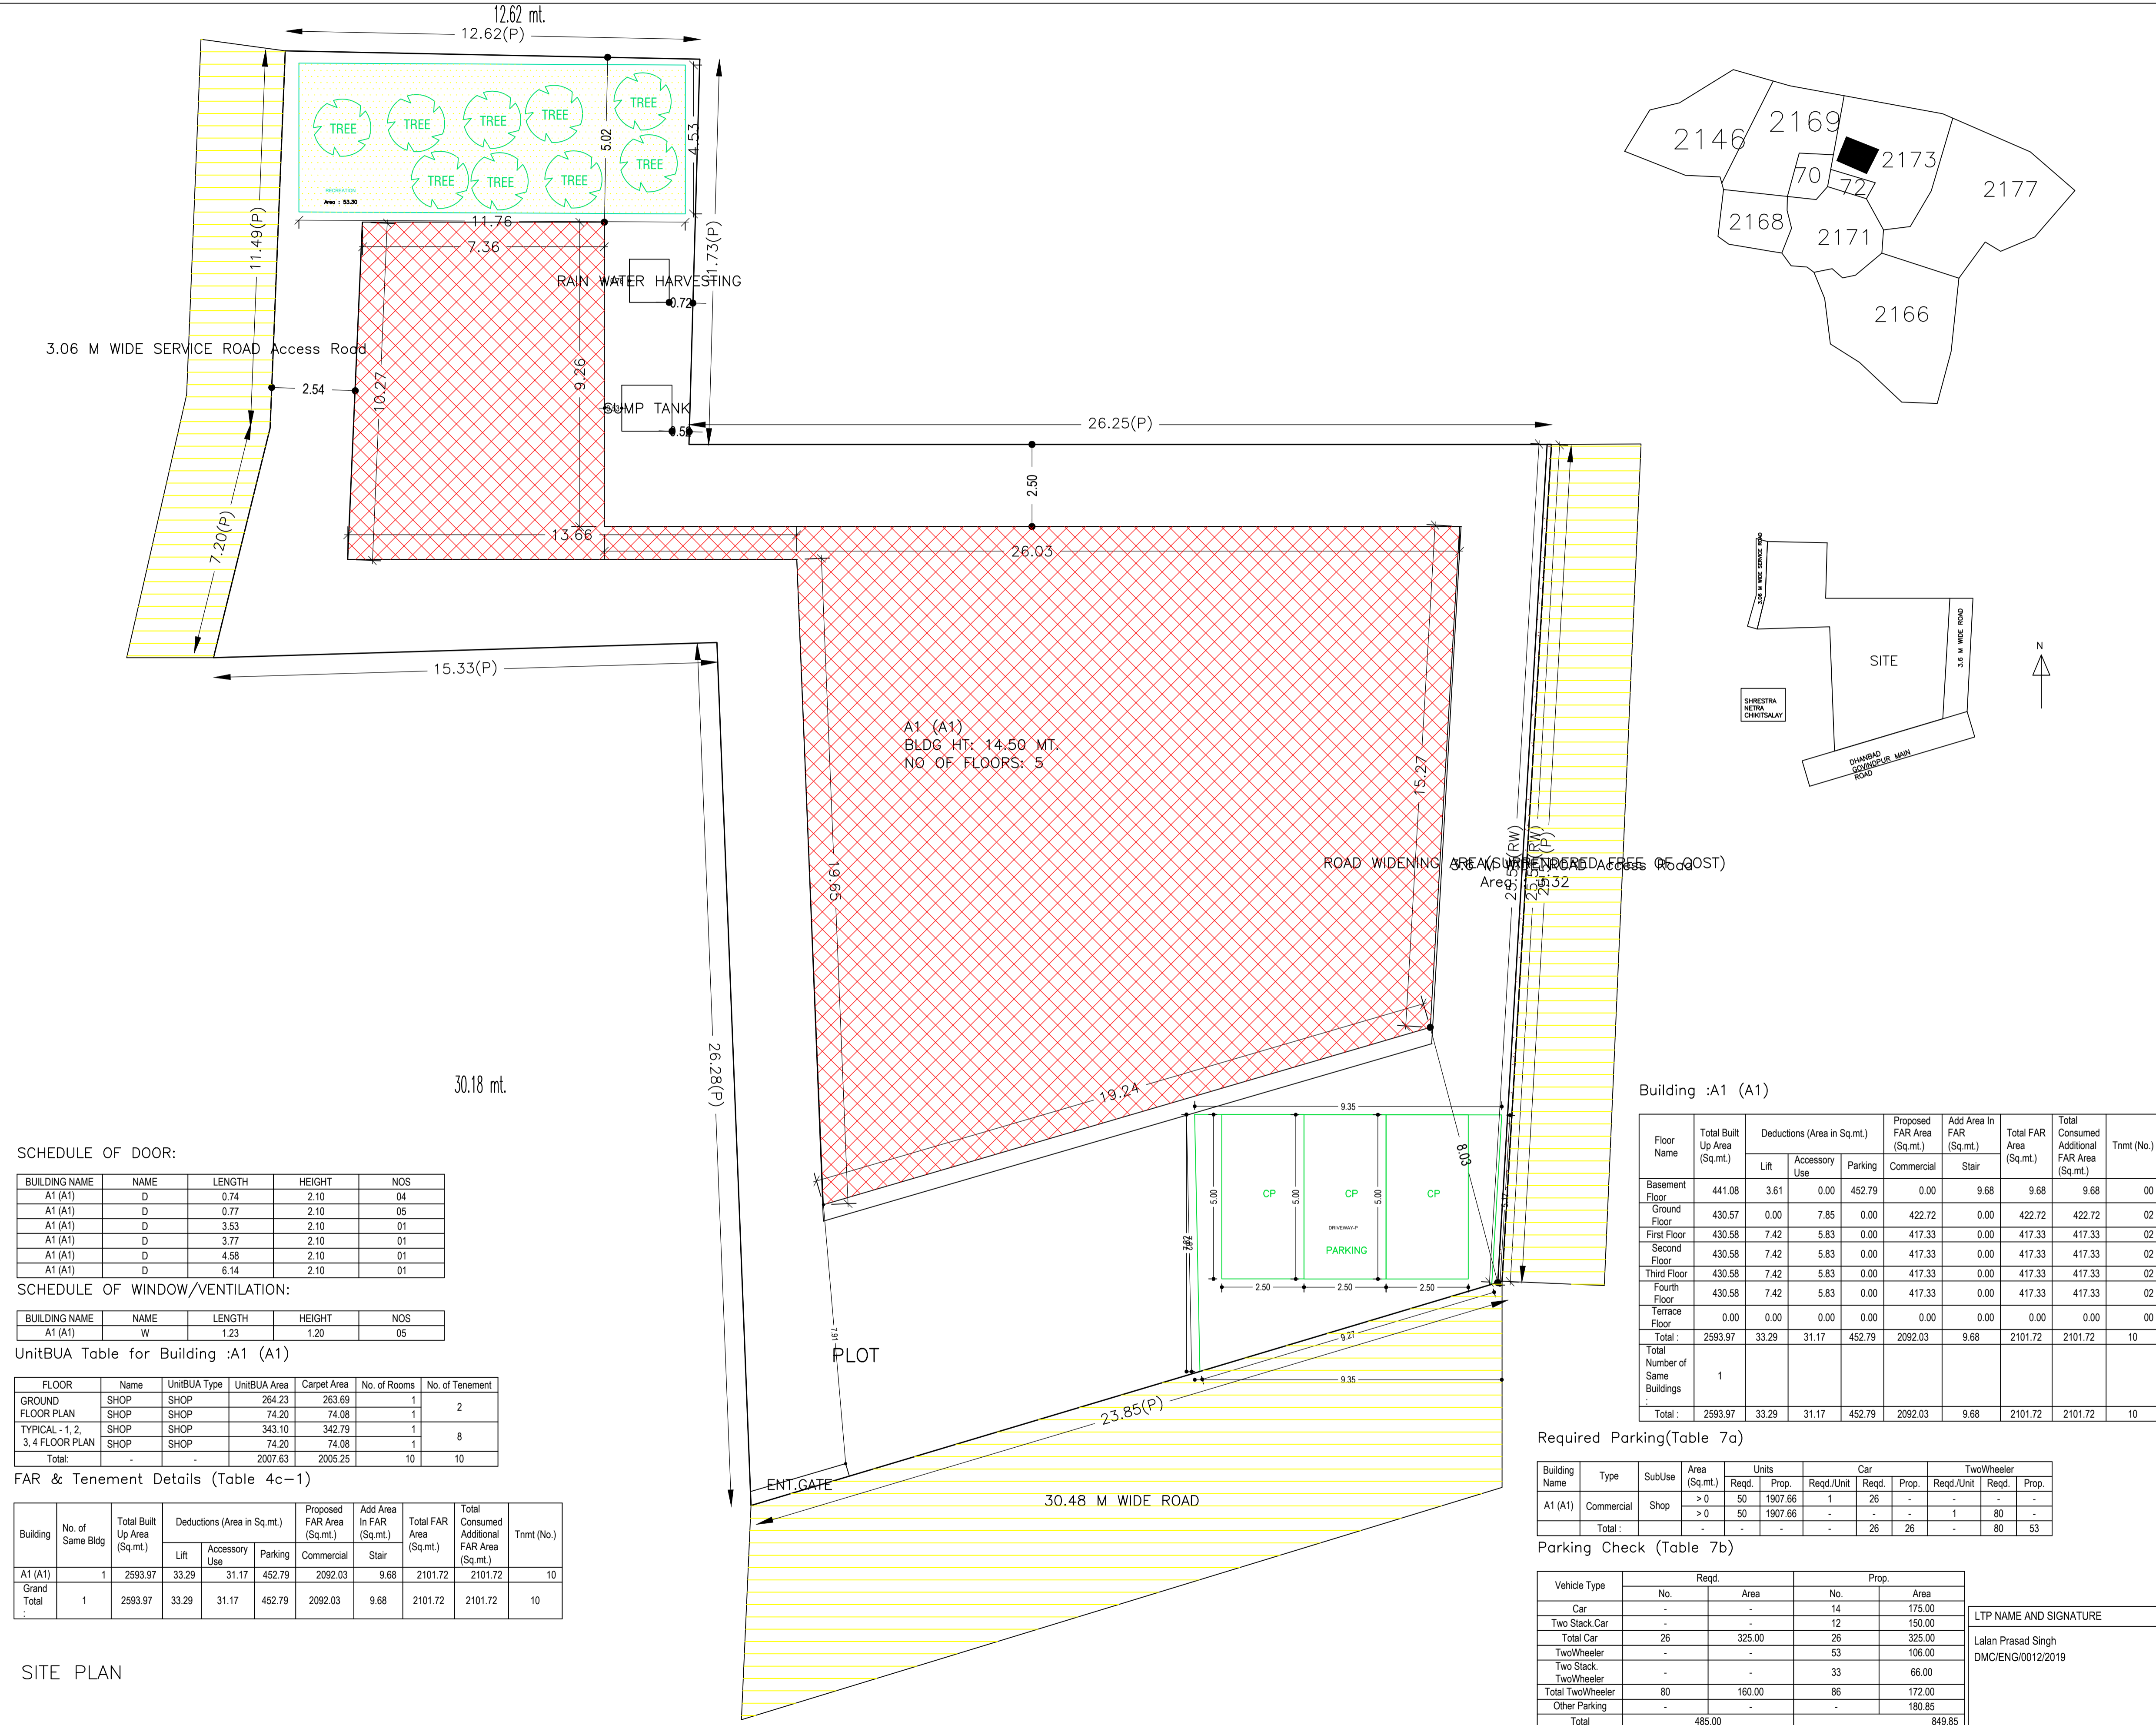 12.62 mt.
12.62(P)
TREE
TREE
TREE
TREE
TREE
TREE
TREE
TREE
TREE
RECREATION
Area : 53.30
5.02
4.53
11.76
7.36
11.49(P)
RAIN WATER HARVESTING
0.72
3.06 M WIDE SERVICE ROAD Access Road
2.54
10.27
9.26
SUMP TANK
26.25(P)
2.50
7.20(P)
13.66
26.03
15.33(P)
A1 (A1)
BLDG HT: 14.50 MT.
NO OF FLOORS: 5
15.27
19.65
ROAD WIDENING AREA(SURRENDERED FREE OF COST)
3.6 M WIDE ROAD Access Road
26.28(P)
30.18 mt.
19.24
9.35
8.03
5.00
5.00
5.00
CP
CP
CP
DRIVEWAY-P
PARKING
2.50
2.50
2.50
7.91
9.27
9.35
PLOT
23.85(P)
ENT.GATE
30.48 M WIDE ROAD
2146
2169
2173
2177
70
72
2168
2171
2166
3.06 M WIDE SERVICE ROAD
3.6 M WIDE ROAD
SITE
N
SHRESTRA
NETRA
CHIKITSALAY
DHANBAD
GOVINDPUR MAIN
ROAD
SCHEDULE OF DOOR:
BUILDING NAME NAME LENGTH HEIGHT NOS
A1 (A1) D 0.74 2.10 04
A1 (A1) D 0.77 2.10 05
A1 (A1) D 3.53 2.10 01
A1 (A1) D 3.77 2.10 01
A1 (A1) D 4.58 2.10 01
A1 (A1) D 6.14 2.10 01
SCHEDULE OF WINDOW/VENTILATION:
BUILDING NAME NAME LENGTH HEIGHT NOS
A1 (A1) W 1.23 1.20 05
UnitBUA Table for Building :A1 (A1)
FLOOR Name UnitBUA Type UnitBUA Area Carpet Area No. of Rooms No. of Tenement
GROUND FLOOR PLAN SHOP SHOP 264.23 263.69 1 2
SHOP SHOP 74.20 74.08 1
TYPICAL - 1, 2, 3, 4 FLOOR PLAN SHOP SHOP 343.10 342.79 1 8
SHOP SHOP 74.20 74.08 1
Total: - - 2007.63 2005.25 10 10
FAR & Tenement Details (Table 4c-1)
Building No. of Same Bldg Total Built Up Area (Sq.mt.) Deductions (Area in Sq.mt.) Proposed FAR Area (Sq.mt.) Add Area In FAR (Sq.mt.) Total FAR Area (Sq.mt.) Total Consumed Additional FAR Area (Sq.mt.) Tnmt (No.)
Lift Accessory Use Parking Commercial Stair
A1 (A1) 1 2593.97 33.29 31.17 452.79 2092.03 9.68 2101.72 2101.72 10
Grand Total : 1 2593.97 33.29 31.17 452.79 2092.03 9.68 2101.72 2101.72 10
SITE PLAN
Building :A1 (A1)
Floor Name Total Built Up Area (Sq.mt.) Deductions (Area in Sq.mt.) Proposed FAR Area (Sq.mt.) Add Area In FAR (Sq.mt.) Total FAR Area (Sq.mt.) Total Consumed Additional FAR Area (Sq.mt.) Tnmt (No.)
Lift Accessory Use Parking Commercial Stair
Basement Floor 441.08 3.61 0.00 452.79 0.00 9.68 9.68 9.68 00
Ground Floor 430.57 0.00 7.85 0.00 422.72 0.00 422.72 422.72 02
First Floor 430.58 7.42 5.83 0.00 417.33 0.00 417.33 417.33 02
Second Floor 430.58 7.42 5.83 0.00 417.33 0.00 417.33 417.33 02
Third Floor 430.58 7.42 5.83 0.00 417.33 0.00 417.33 417.33 02
Fourth Floor 430.58 7.42 5.83 0.00 417.33 0.00 417.33 417.33 02
Terrace Floor 0.00 0.00 0.00 0.00 0.00 0.00 0.00 0.00 00
Total : 2593.97 33.29 31.17 452.79 2092.03 9.68 2101.72 2101.72 10
Total Number of Same Buildings : 1
Total : 2593.97 33.29 31.17 452.79 2092.03 9.68 2101.72 2101.72 10
Required Parking(Table 7a)
Building Name Type SubUse Area (Sq.mt.) Units Car TwoWheeler
Reqd. Prop. Reqd./Unit Reqd. Prop. Reqd./Unit Reqd. Prop.
A1 (A1) Commercial Shop > 0 50 1907.66 1 26 - - - -
> 0 50 1907.66 - - - 1 80 -
Total : - - - - 26 26 - 80 53
Parking Check (Table 7b)
Vehicle Type Reqd. Prop.
No. Area No. Area
Car - - 14 175.00
Two Stack.Car - - 12 150.00
Total Car 26 325.00 26 325.00
TwoWheeler - - 53 106.00
Two Stack. TwoWheeler - - 33 66.00
Total TwoWheeler 80 160.00 86 172.00
Other Parking - - - 180.85
Total 485.00 849.85
LTP NAME AND SIGNATURE
Lalan Prasad Singh
DMC/ENG/0012/2019